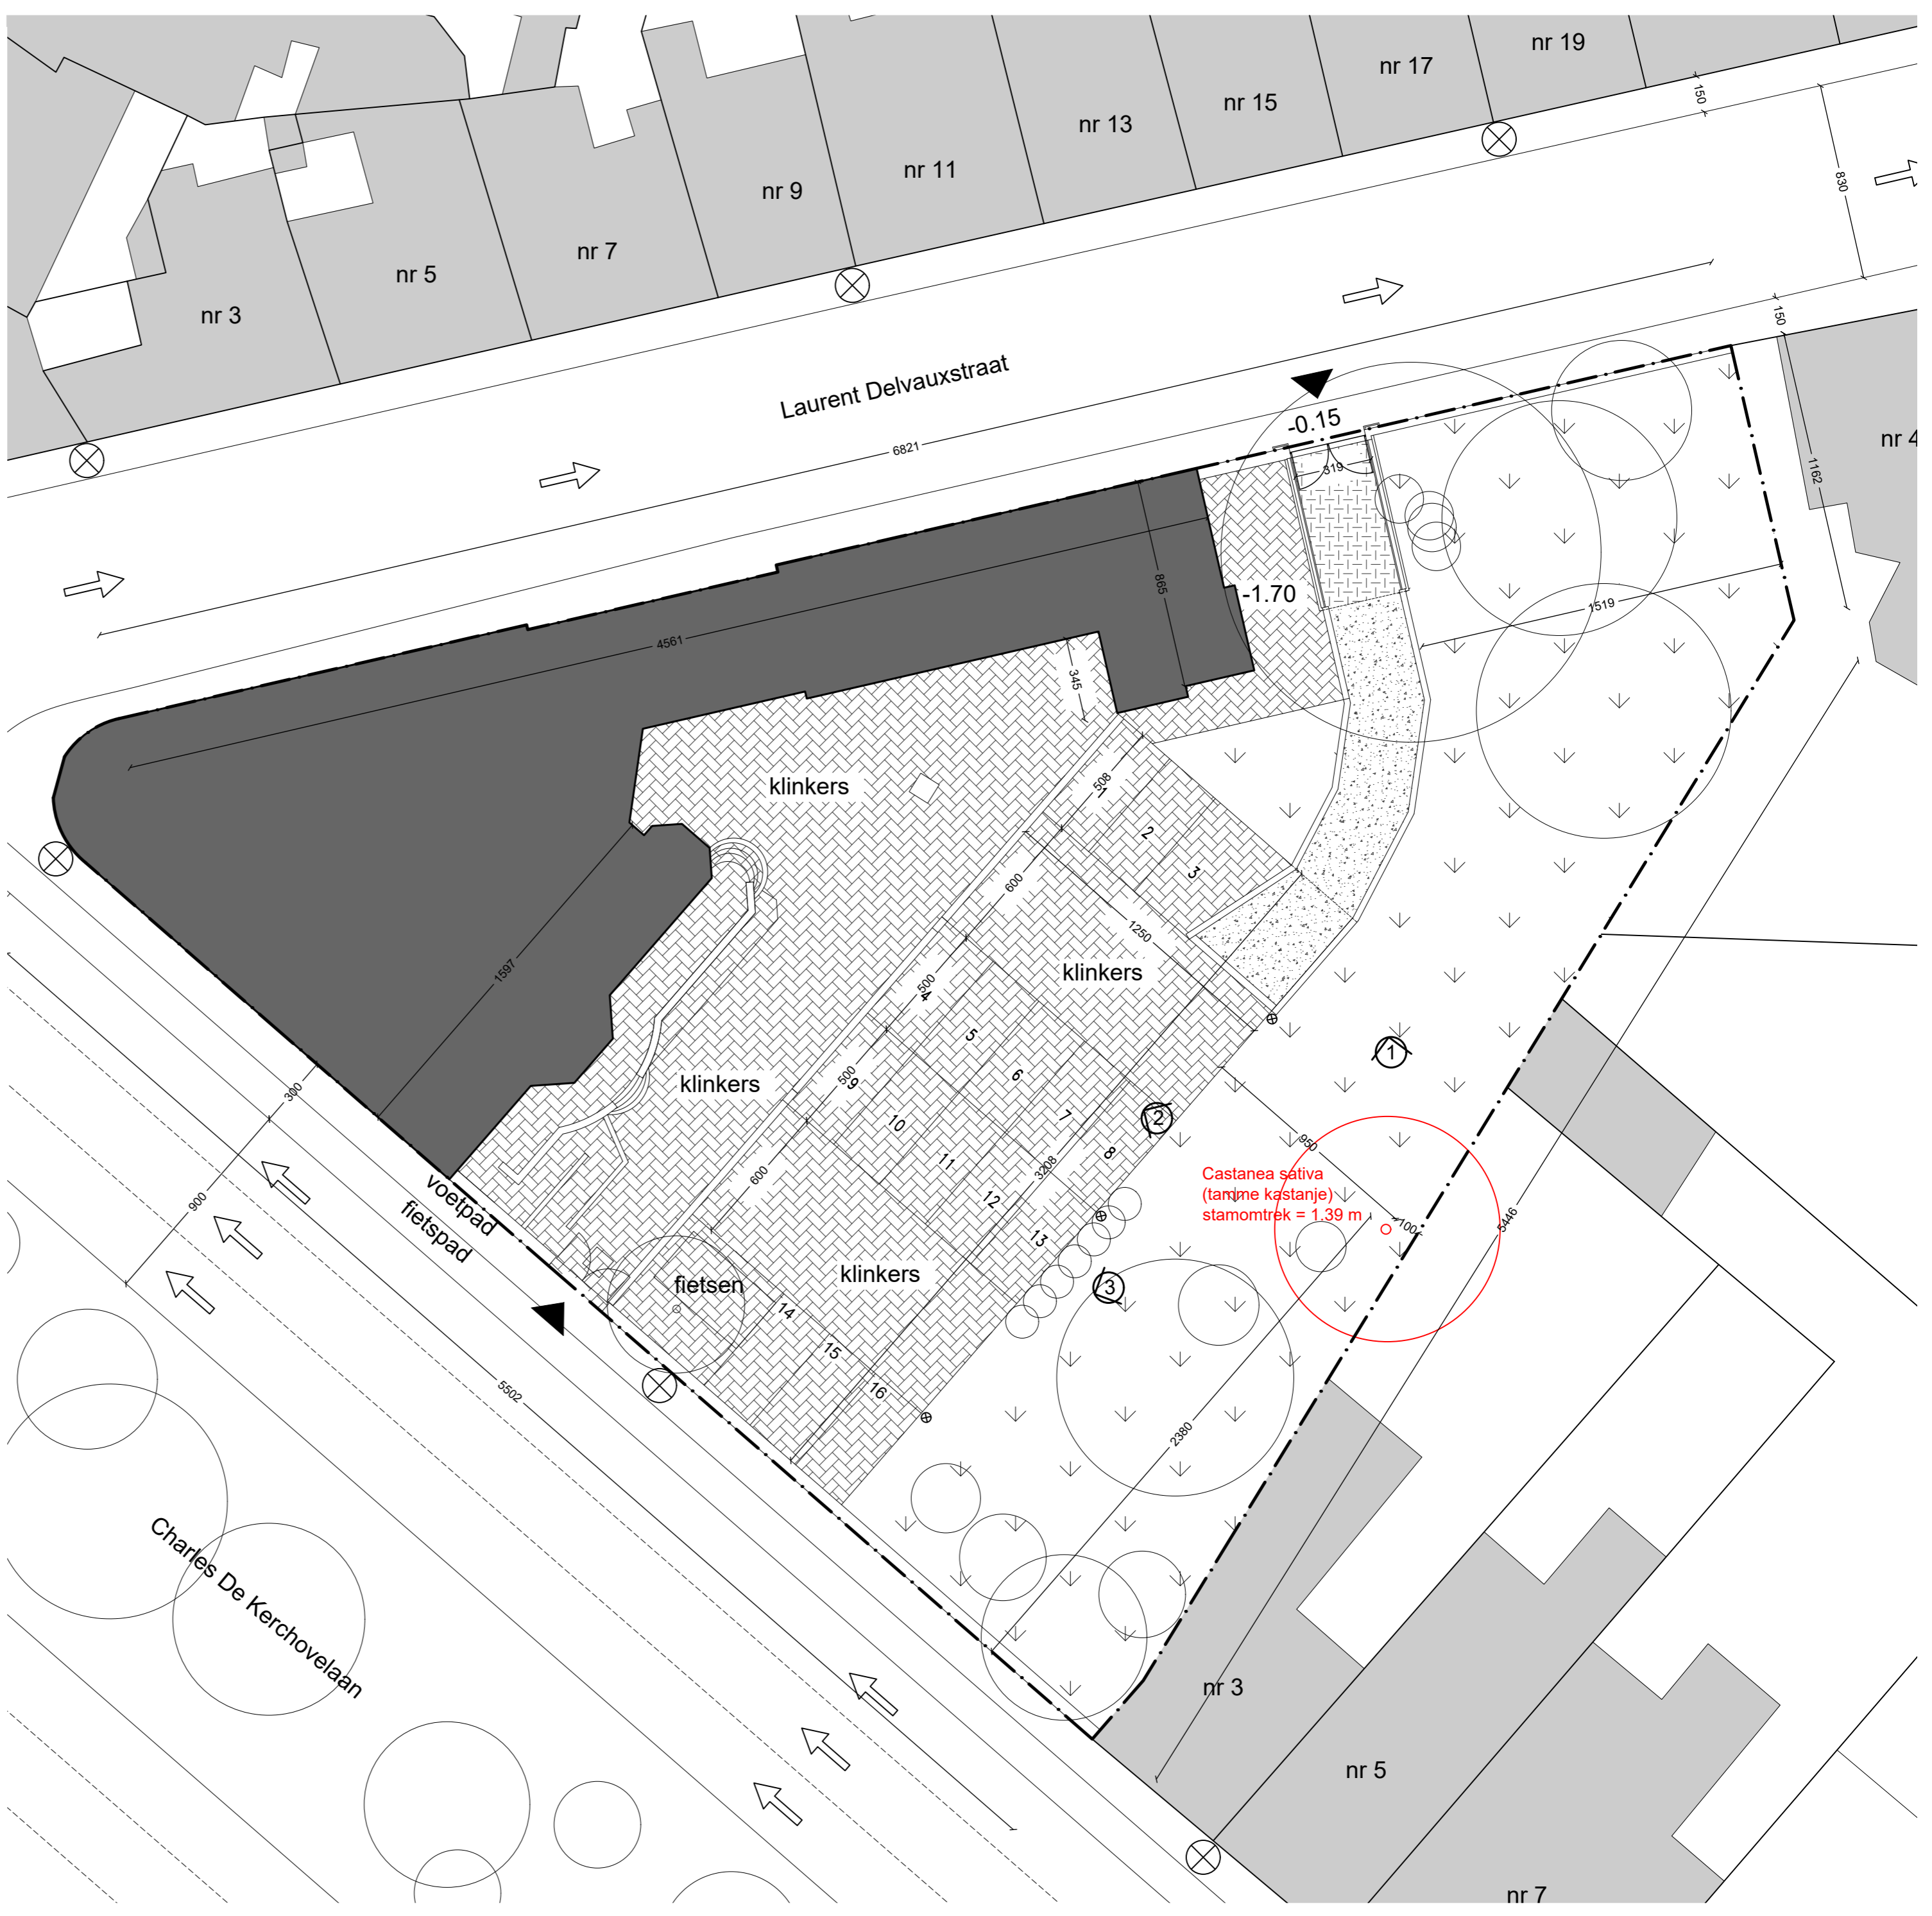 nr 19
nr 17
nr 15
nr 13
nr 11
nr 9
nr 7
nr 5
nr 3
150
830
150
Laurent Delvauxstraat
6821
-0.15
319
nr 4
1162
865
-1.70
1519
4561
345
klinkers
508
1
2
3
600
1250
klinkers
1597
500
4
5
6
7
8
500
9
10
11
12
13
3208
klinkers
300
900
600
voetpad
fietspad
1
2
3
950
Castanea sativa
(tamme kastanje)
stamomtrek = 1.39 m
100
5446
klinkers
fietsen
14
15
16
5502
2380
Charles De Kerchovelaan
nr 3
nr 5
nr 7